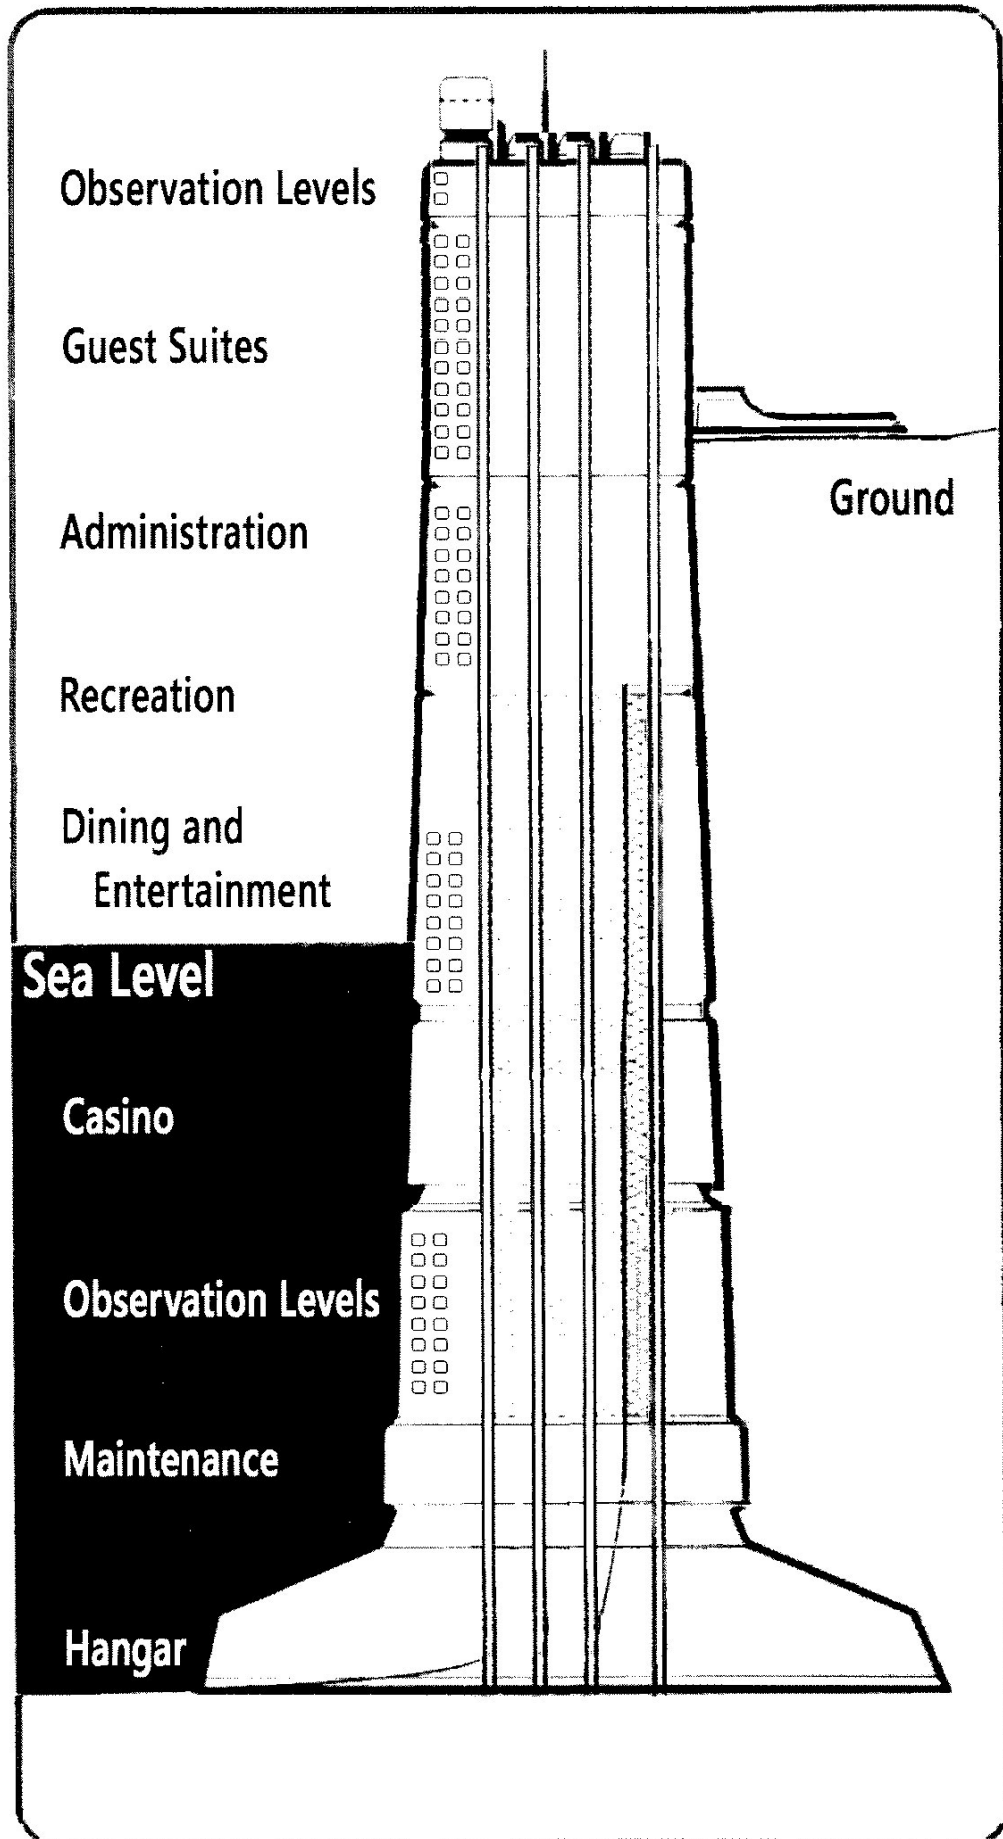 Observation Levels
Guest Suites
Ground
Administration
Recreation
Dining and
Entertainment
Sea Level
Casino
Observation Levels
Maintenance
Hangar